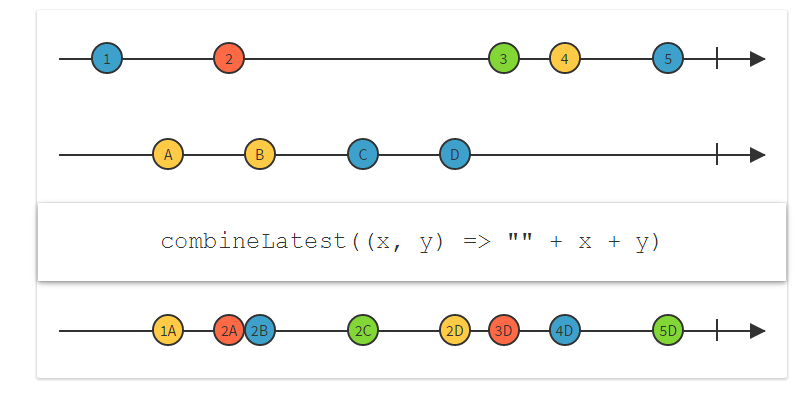 1 2 3 4 5
A B C D
combineLatest((x, y) => "" + x + y)
1A 2A 2B 2C 2D 3D 4D 5D